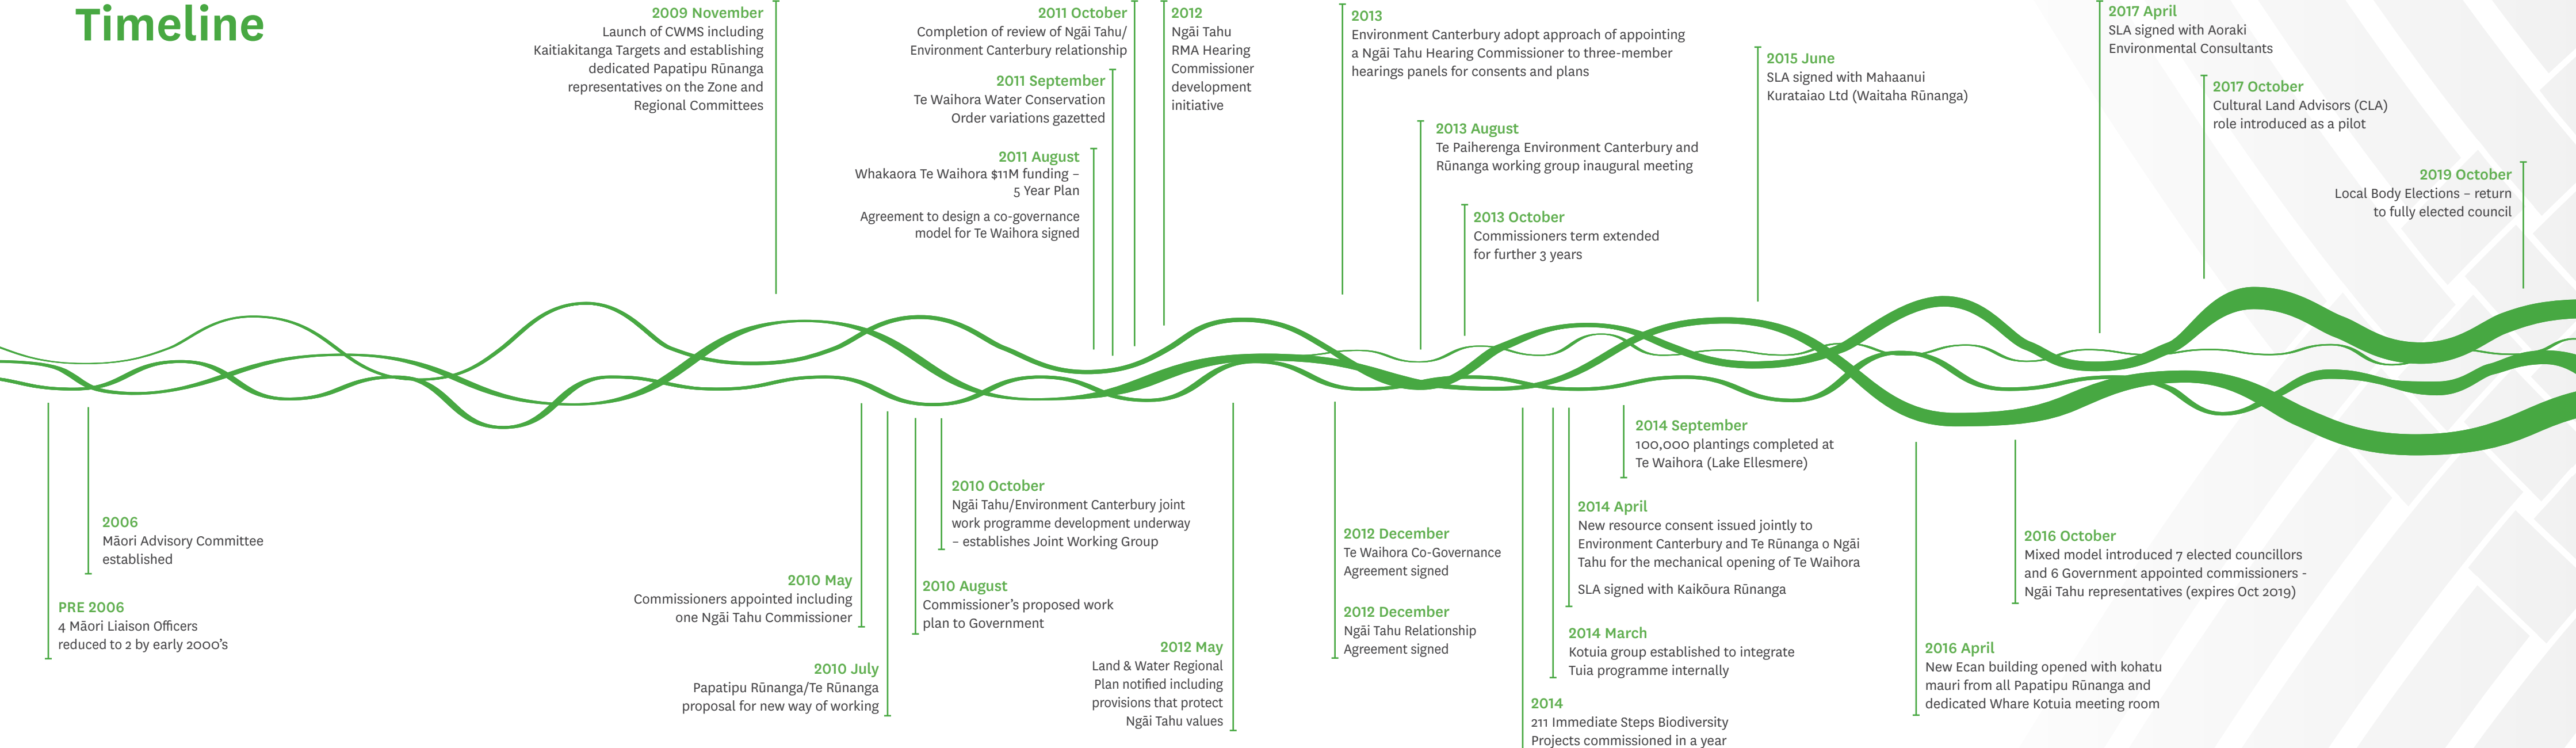 Timeline
2009 November
Launch of CWMS including
Kaitiakitanga Targets and establishing
dedicated Papatipu Rūnanga
representatives on the Zone and
Regional Committees
2011 October
Completion of review of Ngāi Tahu/
Environment Canterbury relationship
2011 September
Te Waihora Water Conservation
Order variations gazetted
2011 August
Whakaora Te Waihora $11M funding –
5 Year Plan
Agreement to design a co-governance
model for Te Waihora signed
2012
Ngāi Tahu
RMA Hearing
Commissioner
development
initiative
2013
Environment Canterbury adopt approach of appointing
a Ngāi Tahu Hearing Commissioner to three-member
hearings panels for consents and plans
2013 August
Te Paiherenga Environment Canterbury and
Rūnanga working group inaugural meeting
2013 October
Commissioners term extended
for further 3 years
2015 June
SLA signed with Mahaanui
Kurataiao Ltd (Waitaha Rūnanga)
2017 April
SLA signed with Aoraki
Environmental Consultants
2017 October
Cultural Land Advisors (CLA)
role introduced as a pilot
2019 October
Local Body Elections – return
to fully elected council
2006
Māori Advisory Committee
established
PRE 2006
4 Māori Liaison Officers
reduced to 2 by early 2000's
2010 May
Commissioners appointed including
one Ngāi Tahu Commissioner
2010 July
Papatipu Rūnanga/Te Rūnanga
proposal for new way of working
2010 October
Ngāi Tahu/Environment Canterbury joint
work programme development underway
– establishes Joint Working Group
2010 August
Commissioner's proposed work
plan to Government
2012 May
Land & Water Regional
Plan notified including
provisions that protect
Ngāi Tahu values
2012 December
Te Waihora Co-Governance
Agreement signed
2012 December
Ngāi Tahu Relationship
Agreement signed
2014 September
100,000 plantings completed at
Te Waihora (Lake Ellesmere)
2014 April
New resource consent issued jointly to
Environment Canterbury and Te Rūnanga o Ngāi
Tahu for the mechanical opening of Te Waihora
SLA signed with Kaikōura Rūnanga
2014 March
Kotuia group established to integrate
Tuia programme internally
2014
211 Immediate Steps Biodiversity
Projects commissioned in a year
2016 October
Mixed model introduced 7 elected councillors
and 6 Government appointed commissioners -
Ngāi Tahu representatives (expires Oct 2019)
2016 April
New Ecan building opened with kohatu
mauri from all Papatipu Rūnanga and
dedicated Whare Kotuia meeting room